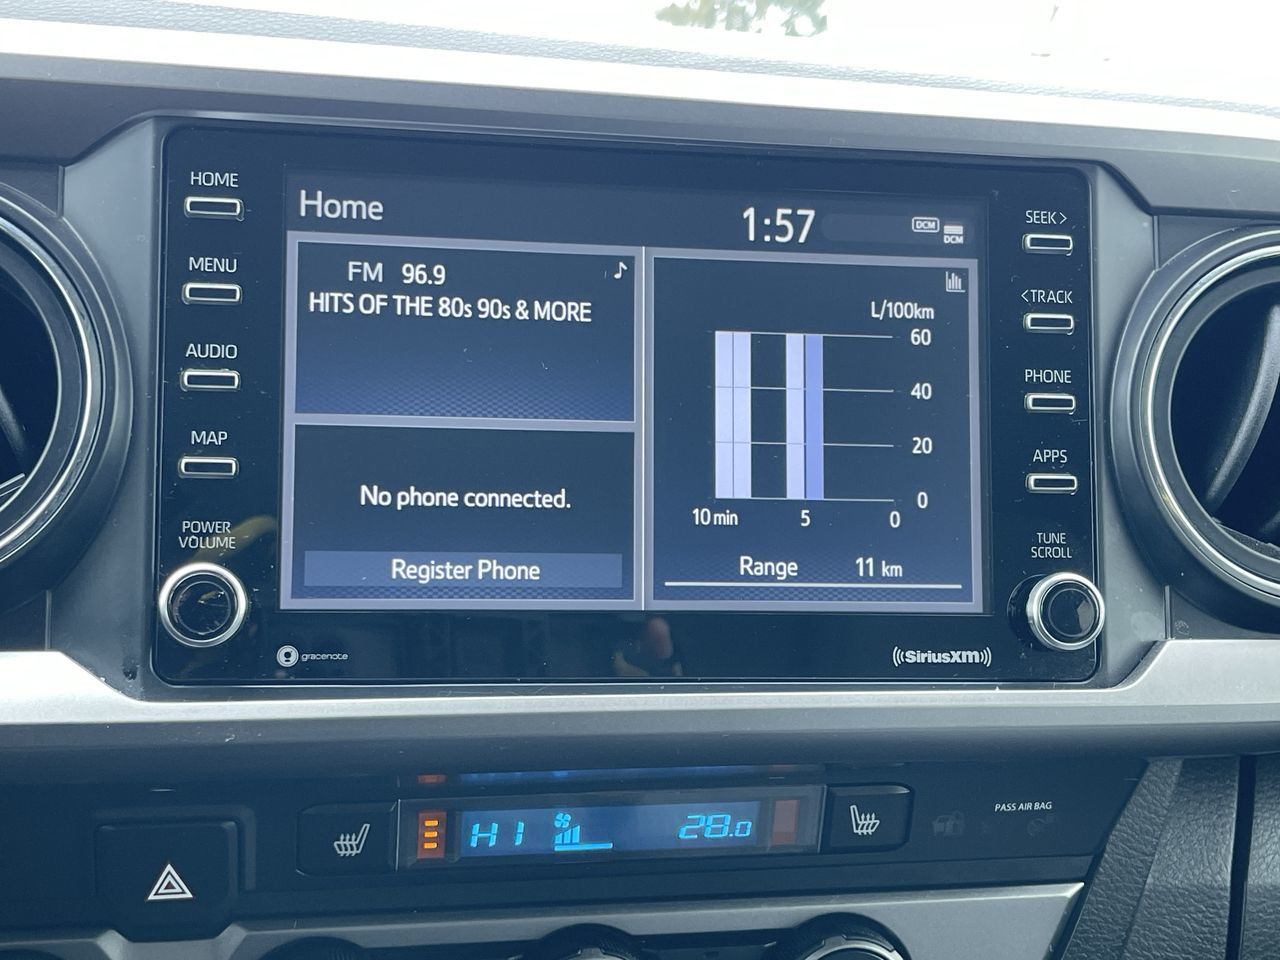 HOME
MENU
AUDIO
MAP
POWER
VOLUME
Home
1:57
DCM
DCM
FM 96.9
HITS OF THE 80s 90s & MORE
No phone connected.
Register Phone
L/100km
60
40
20
0
10 min 5 0
Range 11 km
SEEK>
<TRACK
PHONE
APPS
TUNE
SCROLL
gracenote
((SiriusXM))
HI 28.0
PASS AIR BAG